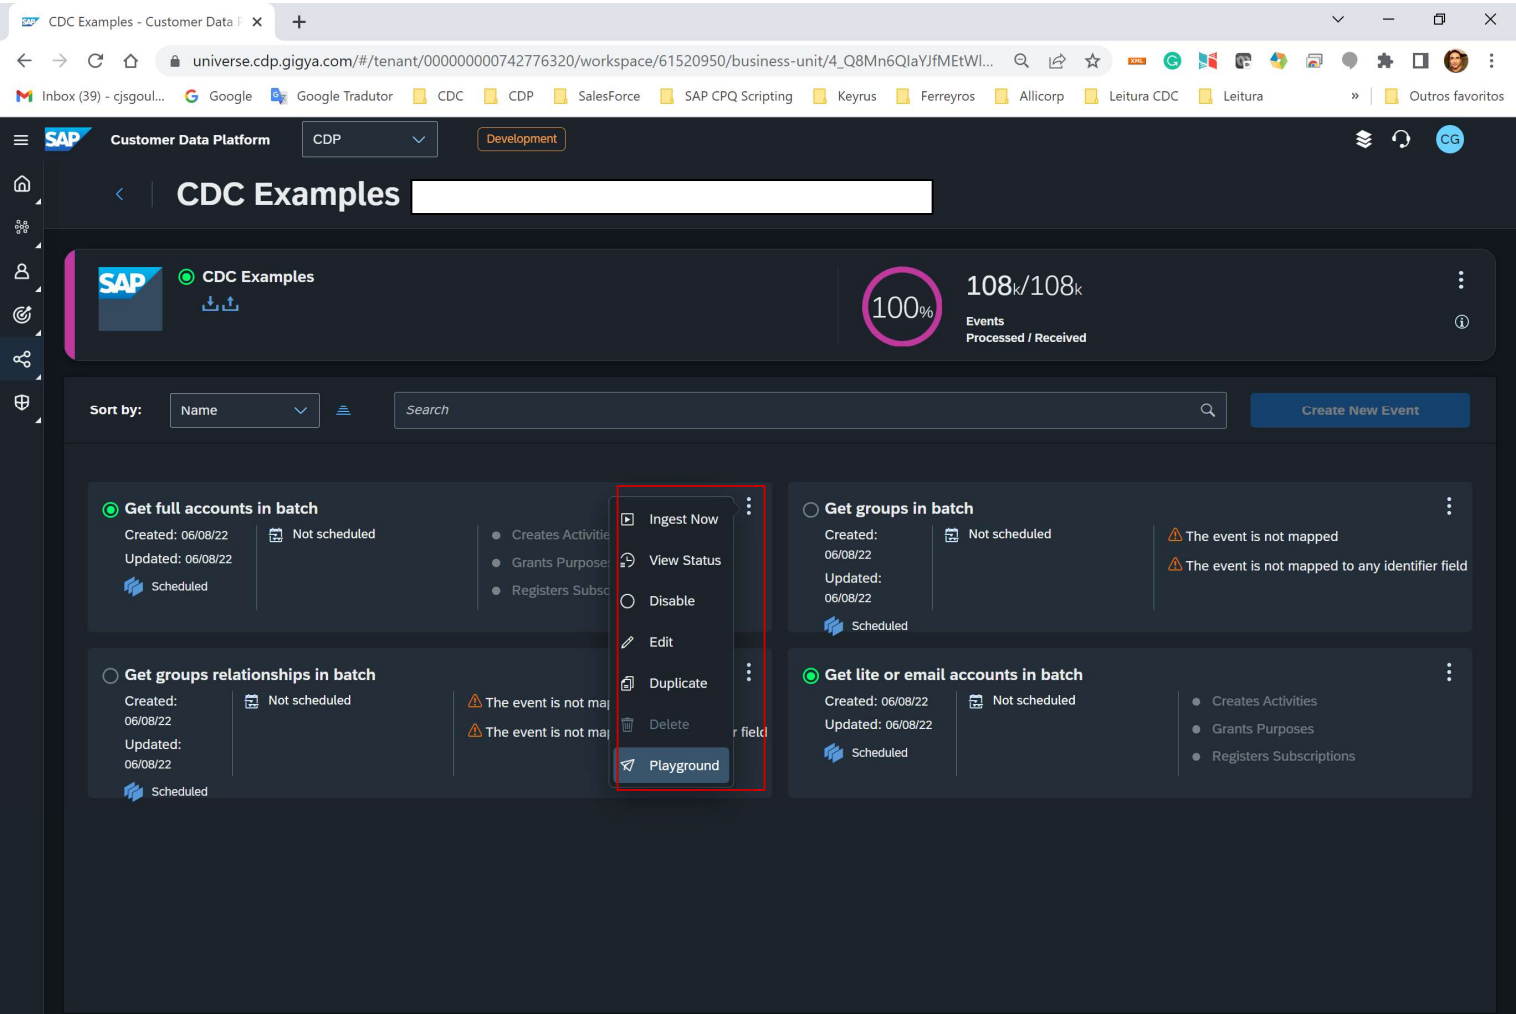 CDC Examples - Customer Data P
universe.cdp.gigya.com/#/tenant/000000000742776320/workspace/61520950/business-unit/4_Q8Mn6QIaYJfMEtWl...
Inbox (39) - cjsgoul... Google Google Tradutor CDC CDP SalesForce SAP CPQ Scripting Keyrus Ferreyros Allicorp Leitura CDC Leitura » Outros favoritos
SAP Customer Data Platform CDP Development CG
CDC Examples
SAP CDC Examples
100% 108k/108k
Events
Processed / Received
Sort by: Name Search Create New Event
Get full accounts in batch
Created: 06/08/22
Updated: 06/08/22
Scheduled
Not scheduled
Creates Activitie
Grants Purpose
Registers Subsc
Ingest Now
View Status
Disable
Edit
Duplicate
Delete
Playground
Get groups in batch
Created:
06/08/22
Updated:
06/08/22
Scheduled
Not scheduled
The event is not mapped
The event is not mapped to any identifier field
Get groups relationships in batch
Created:
06/08/22
Updated:
06/08/22
Scheduled
Not scheduled
The event is not ma
The event is not ma r field
Get lite or email accounts in batch
Created: 06/08/22
Updated: 06/08/22
Scheduled
Not scheduled
Creates Activities
Grants Purposes
Registers Subscriptions